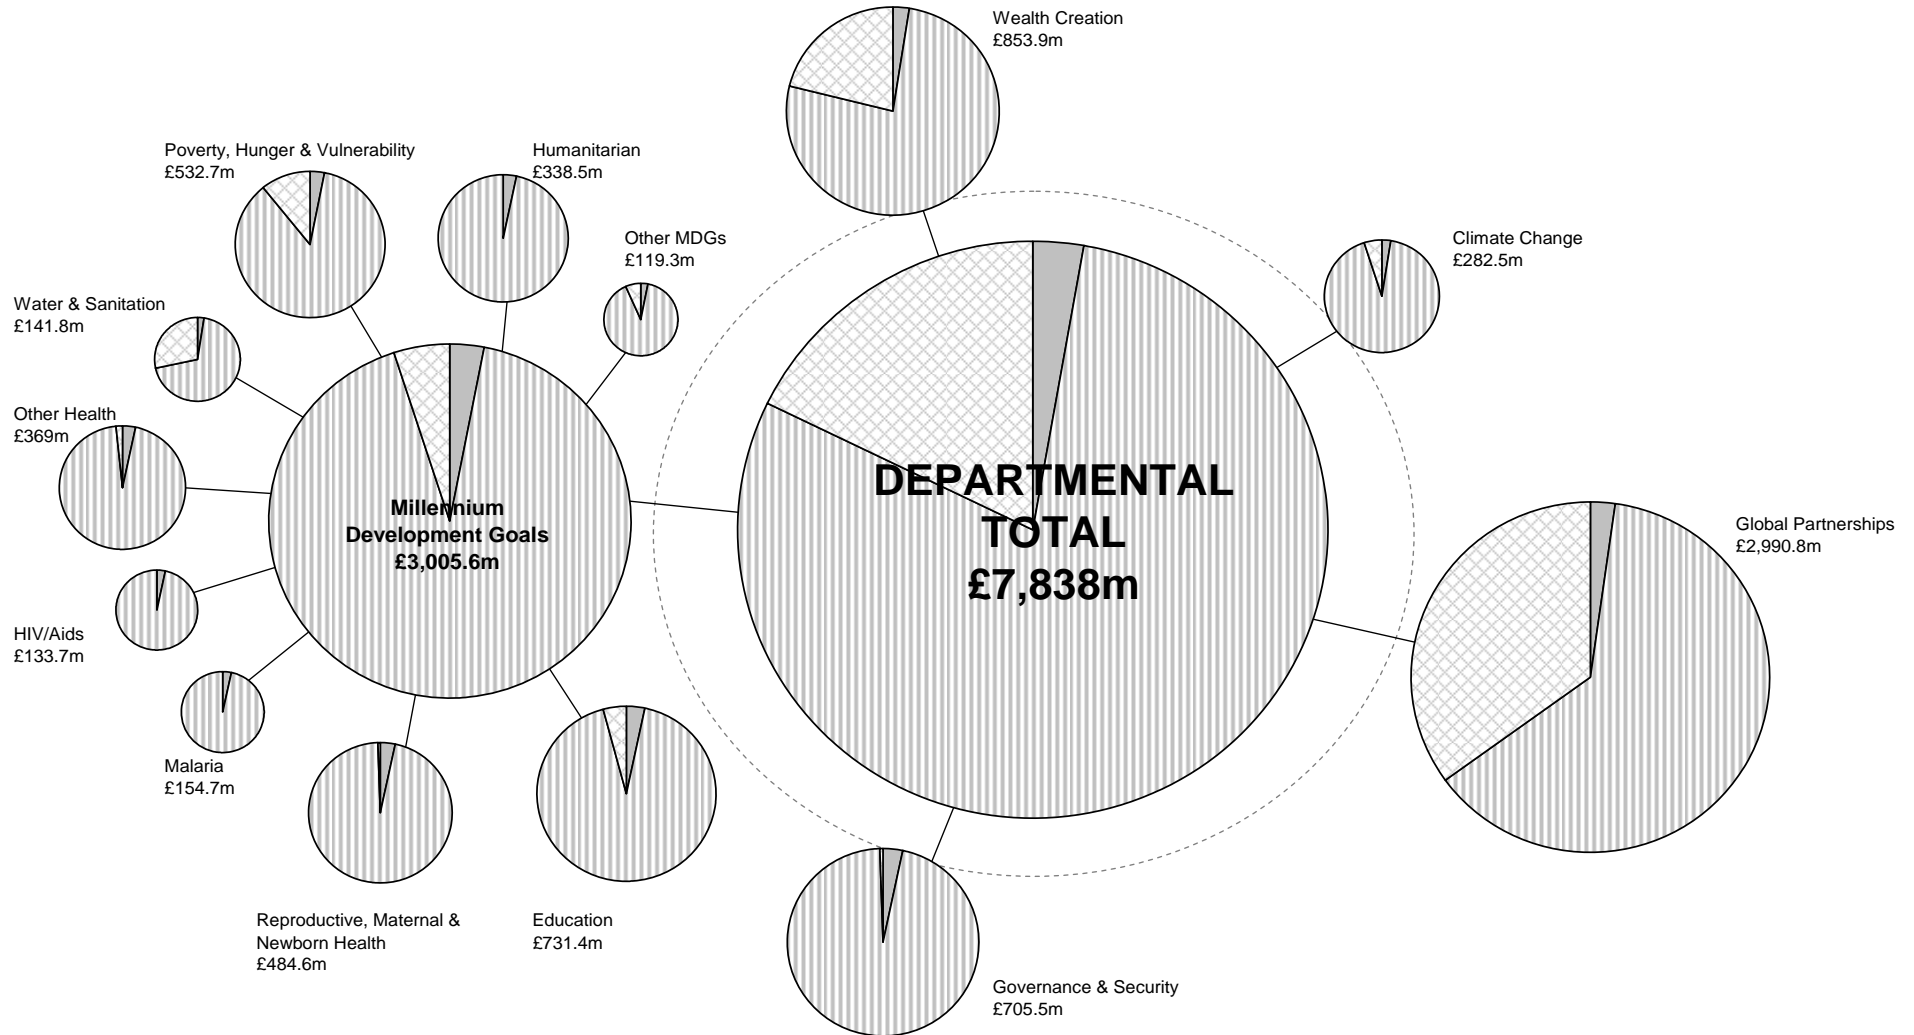 Wealth Creation
£853.9m
Poverty, Hunger & Vulnerability
£532.7m
Humanitarian
£338.5m
Other MDGs
£119.3m
Climate Change
£282.5m
Water & Sanitation
£141.8m
Other Health
£369m
Millennium
Development Goals
£3,005.6m
DEPARTMENTAL
TOTAL
£7,838m
Global Partnerships
£2,990.8m
HIV/Aids
£133.7m
Malaria
£154.7m
Reproductive, Maternal &
Newborn Health
£484.6m
Education
£731.4m
Governance & Security
£705.5m